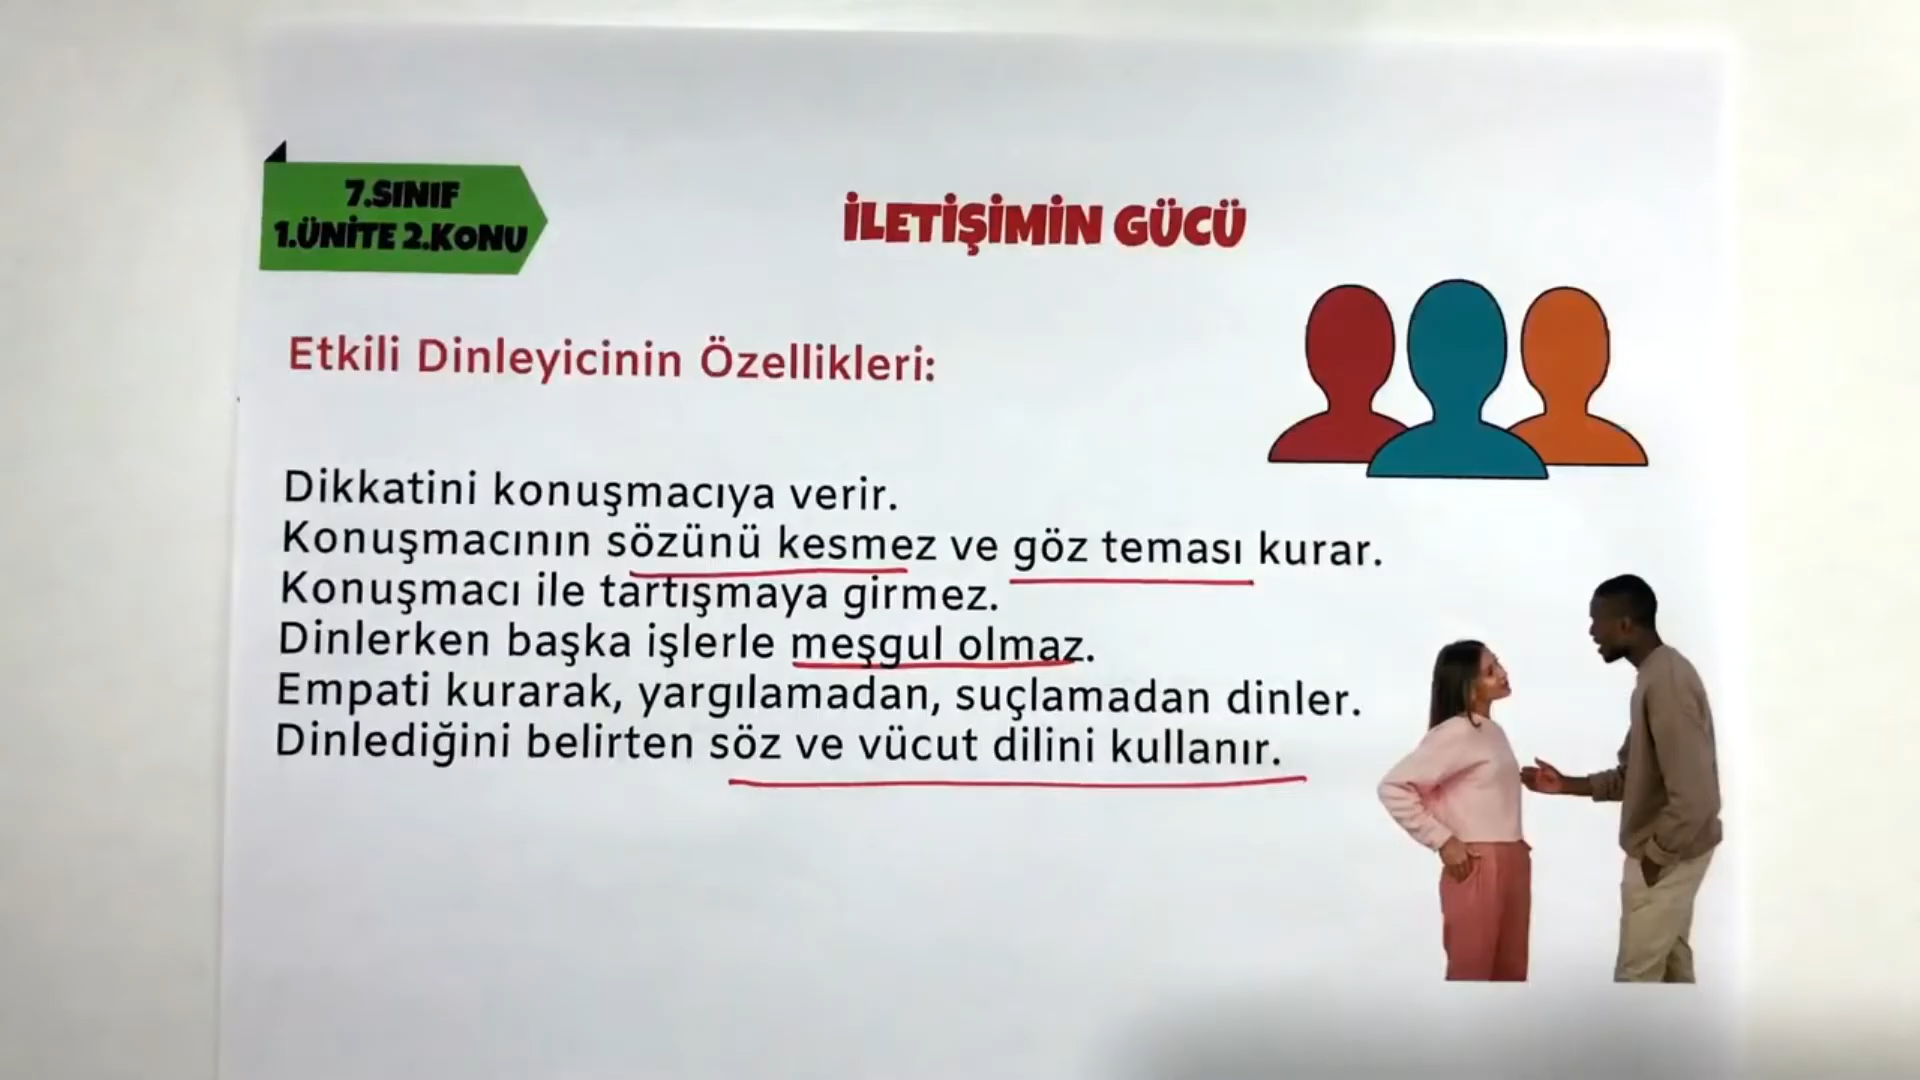 7.SINIF
1.ÜNİTE 2.KONU
İLETİŞİMİN GÜCÜ
Etkili Dinleyicinin Özellikleri:
Dikkatini konuşmacıya verir.
Konuşmacının sözünü kesmez ve göz teması kurar.
Konuşmacı ile tartışmaya girmez.
Dinlerken başka işlerle meşgul olmaz.
Empati kurarak, yargılamadan, suçlamadan dinler.
Dinlediğini belirten söz ve vücut dilini kullanır.